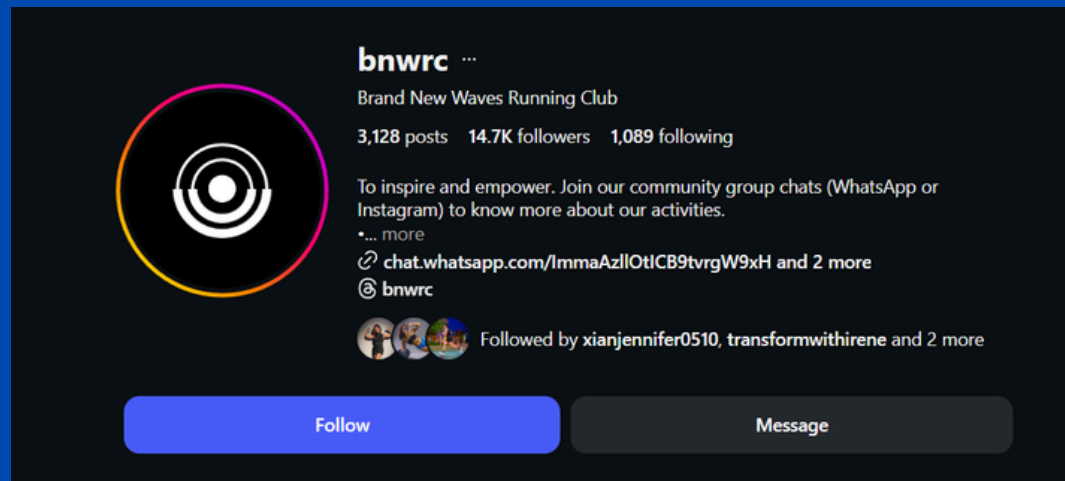 bnwrc ...
Brand New Waves Running Club
3,128 posts 14.7K followers 1,089 following
To inspire and empower. Join our community group chats (WhatsApp or
Instagram) to know more about our activities.
•... more
chat.whatsapp.com/ImmaAzllOtICB9tvrgW9xH and 2 more
bnwrc
Followed by xianjennifer0510, transformwithirene and 2 more
Follow
Message